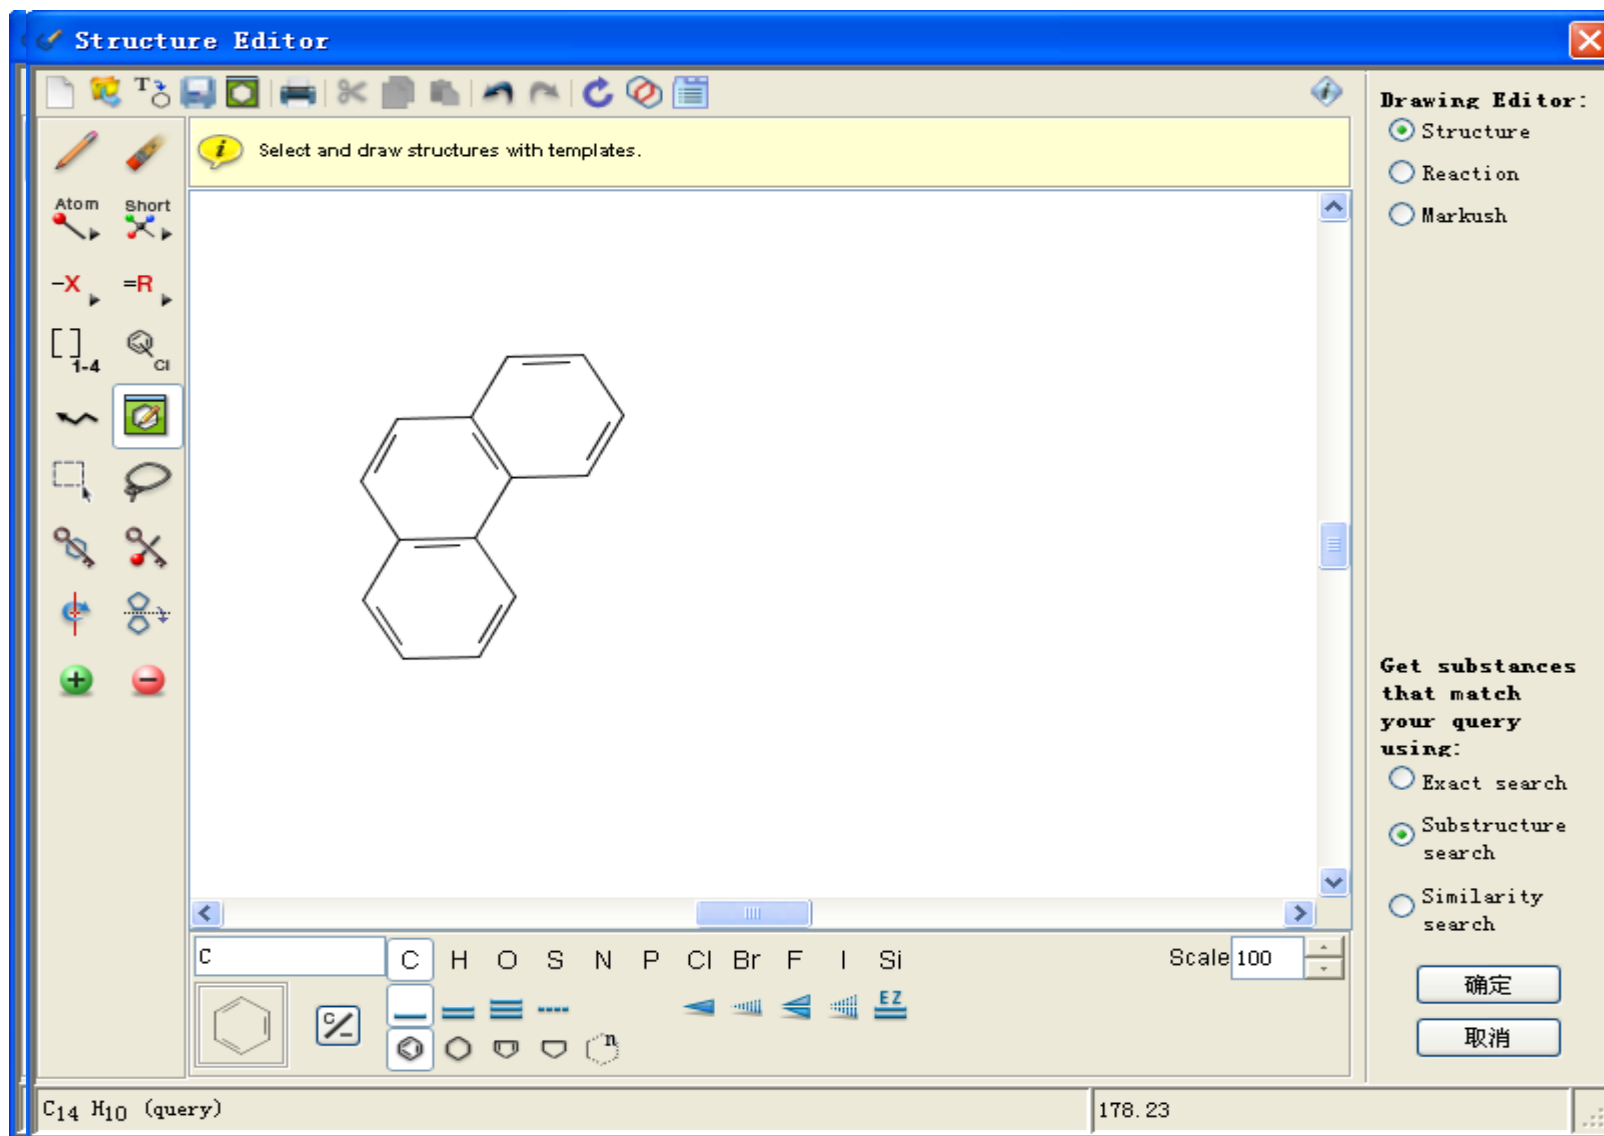 Structure Editor
T
Drawing Editor:
Structure
Reaction
Markush
Select and draw structures with templates.
Atom Short
-X =R
[ ]1-4 Cl
Get substances
that match
your query
using:
Exact search
Substructure
search
Similarity
search
确定
取消
C C H O S N P Cl Br F I Si Scale 100
C EZ
n
C14 H10 (query) 178.23